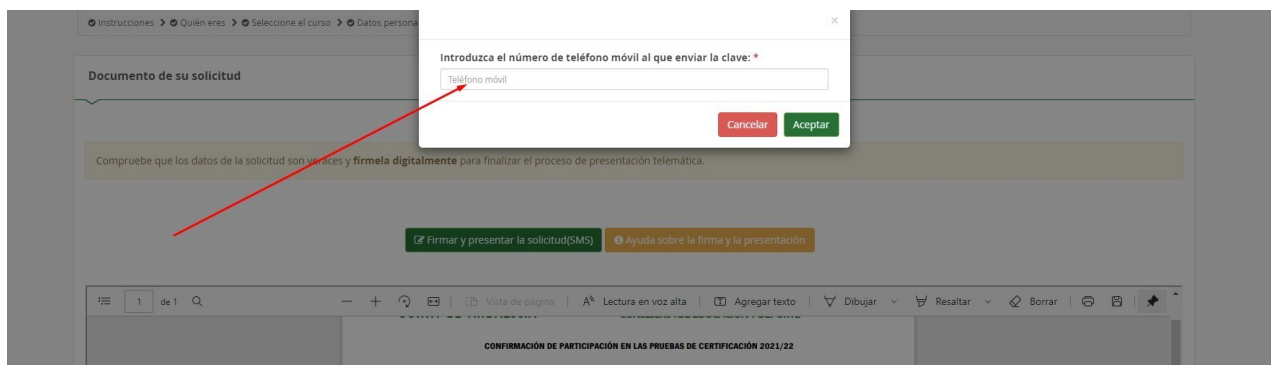 Instrucciones > Quién eres > Seleccione el curso > Datos persona
×
Introduzca el número de teléfono móvil al que enviar la clave: *
Teléfono móvil
Cancelar Aceptar
Documento de su solicitud
Compruebe que los datos de la solicitud son veraces y fírmela digitalmente para finalizar el proceso de presentación telemática.
Firmar y presentar la solicitud(SMS) Ayuda sobre la firma y la presentación
1 de 1 Vista de página Lectura en voz alta Agregar texto Dibujar Resaltar Borrar
CONFIRMACIÓN DE PARTICIPACIÓN EN LAS PRUEBAS DE CERTIFICACIÓN 2021/22